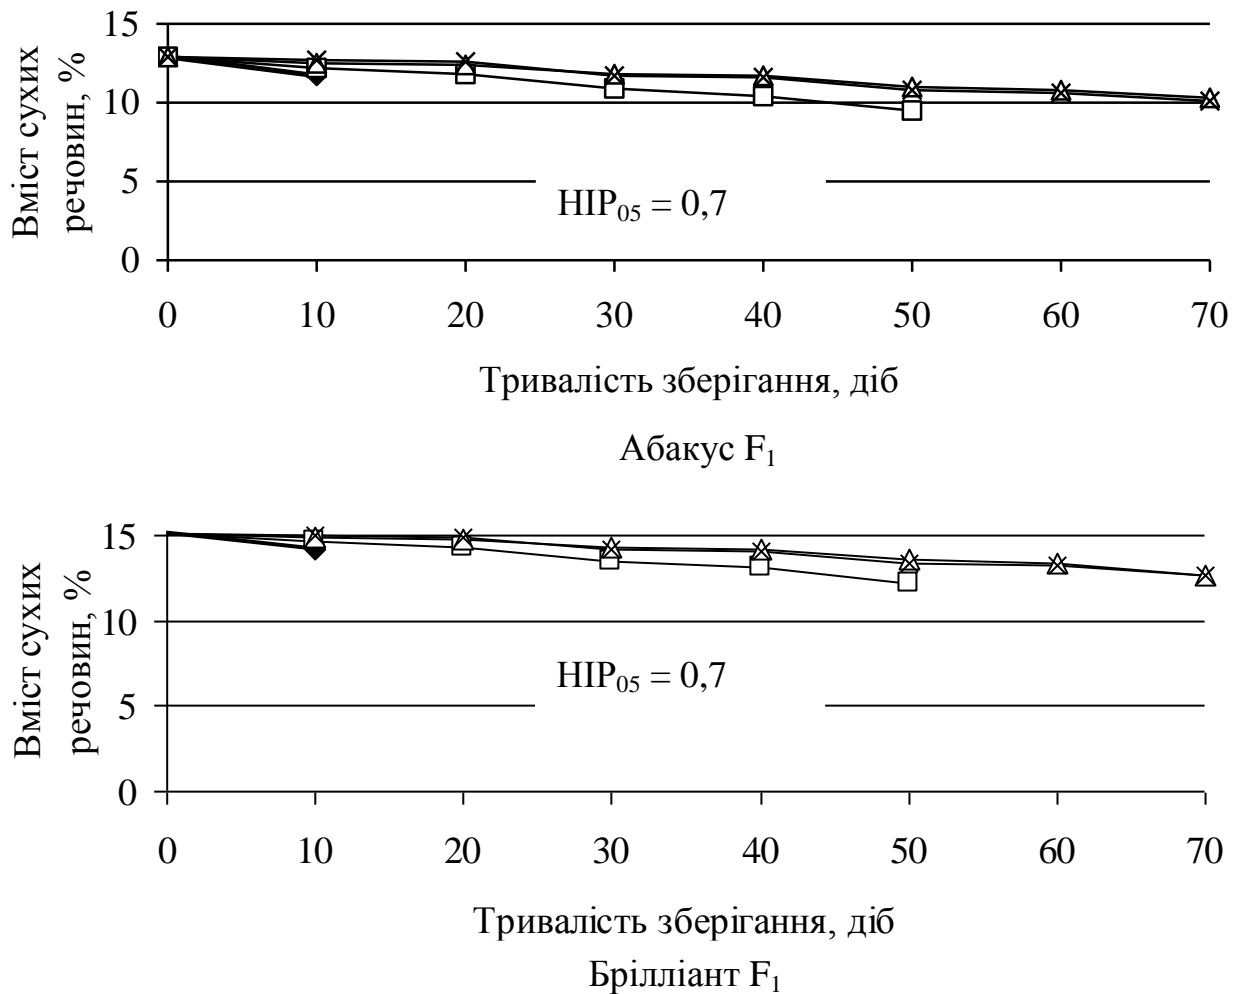 Вміст сухих
речовин, %
15
10
5
0
НІР05 = 0,7
0 10 20 30 40 50 60 70
Тривалість зберігання, діб
Абакус F1
Вміст сухих
речовин, %
15
10
5
0
НІР05 = 0,7
0 10 20 30 40 50 60 70
Тривалість зберігання, діб
Брілліант F1